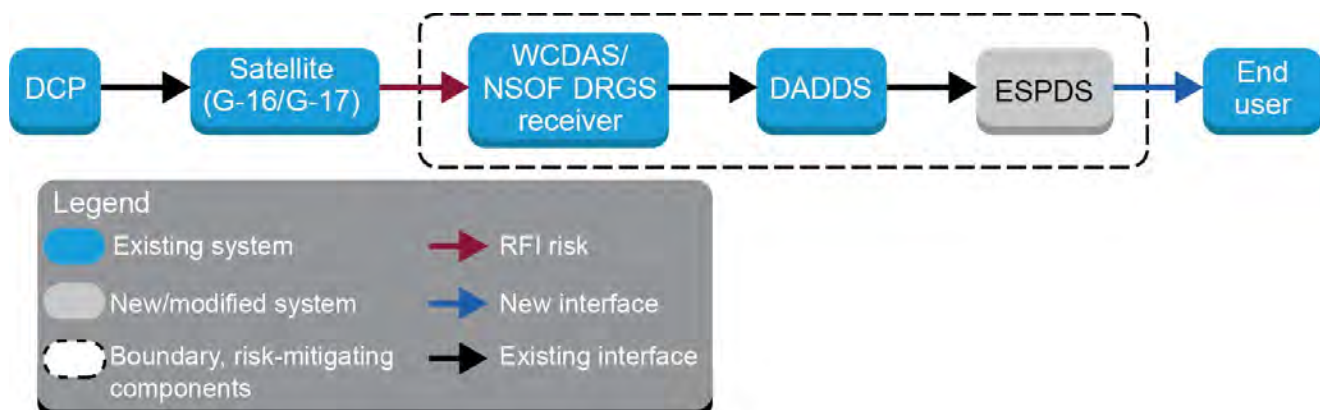 DCP
Satellite
(G-16/G-17)
WCDAS/
NSOF DRGS
receiver
DADDS
ESPDS
End
user
Legend
Existing system
RFI risk
New/modified system
New interface
Boundary, risk-mitigating
components
Existing interface